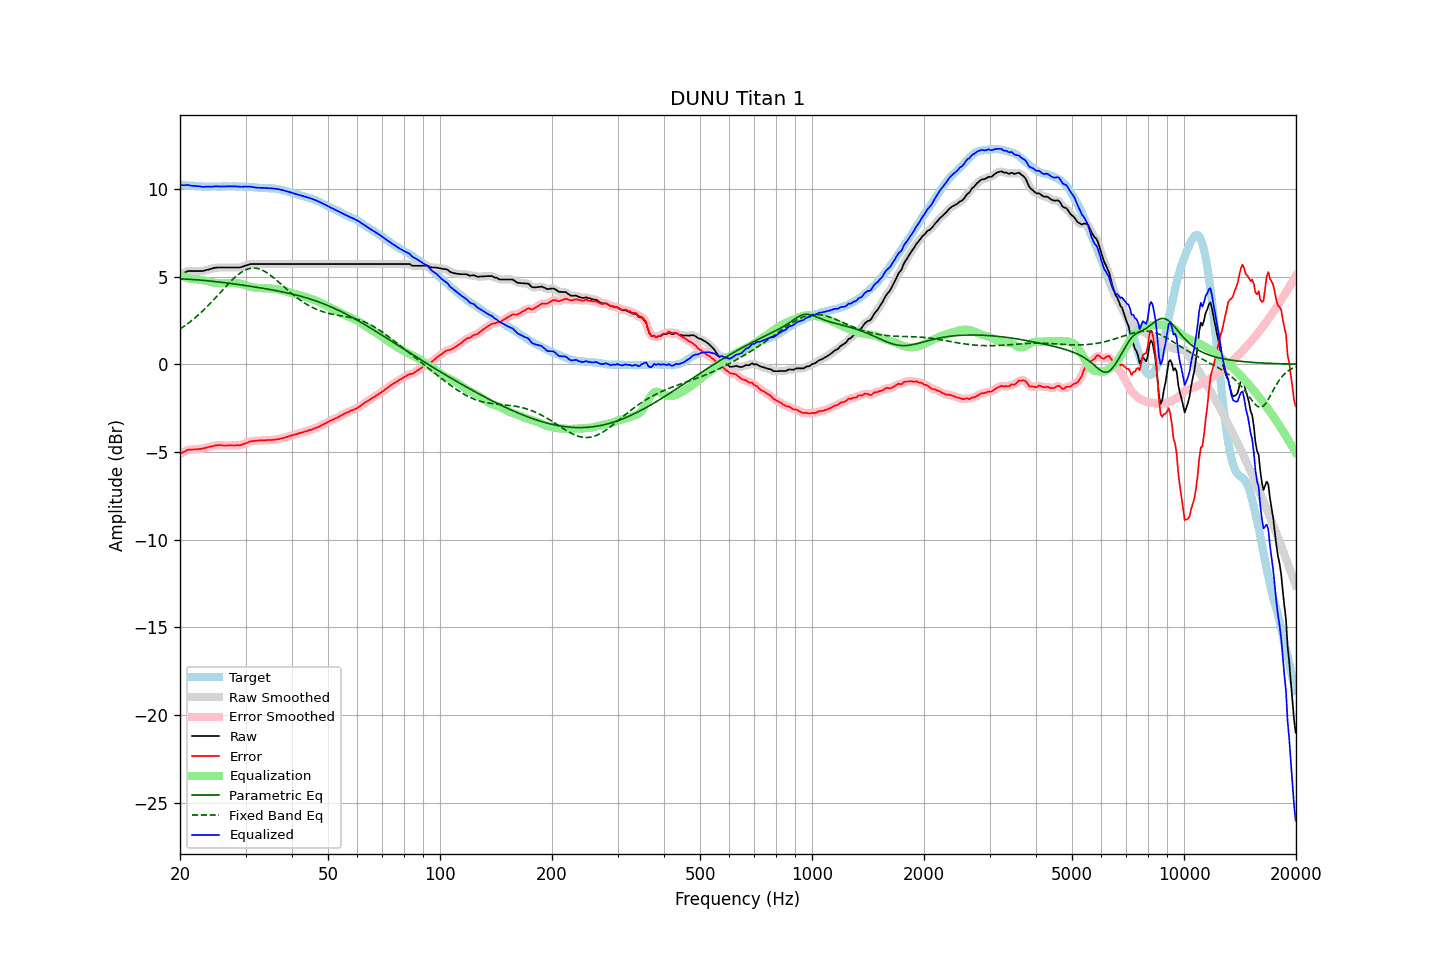 DUNU Titan 1
Amplitude (dBr)
10
5
0
−5
−10
−15
−20
−25
Target
Raw Smoothed
Error Smoothed
Raw
Error
Equalization
Parametric Eq
Fixed Band Eq
Equalized
20 50 100 200 500 1000 2000 5000 10000 20000
Frequency (Hz)